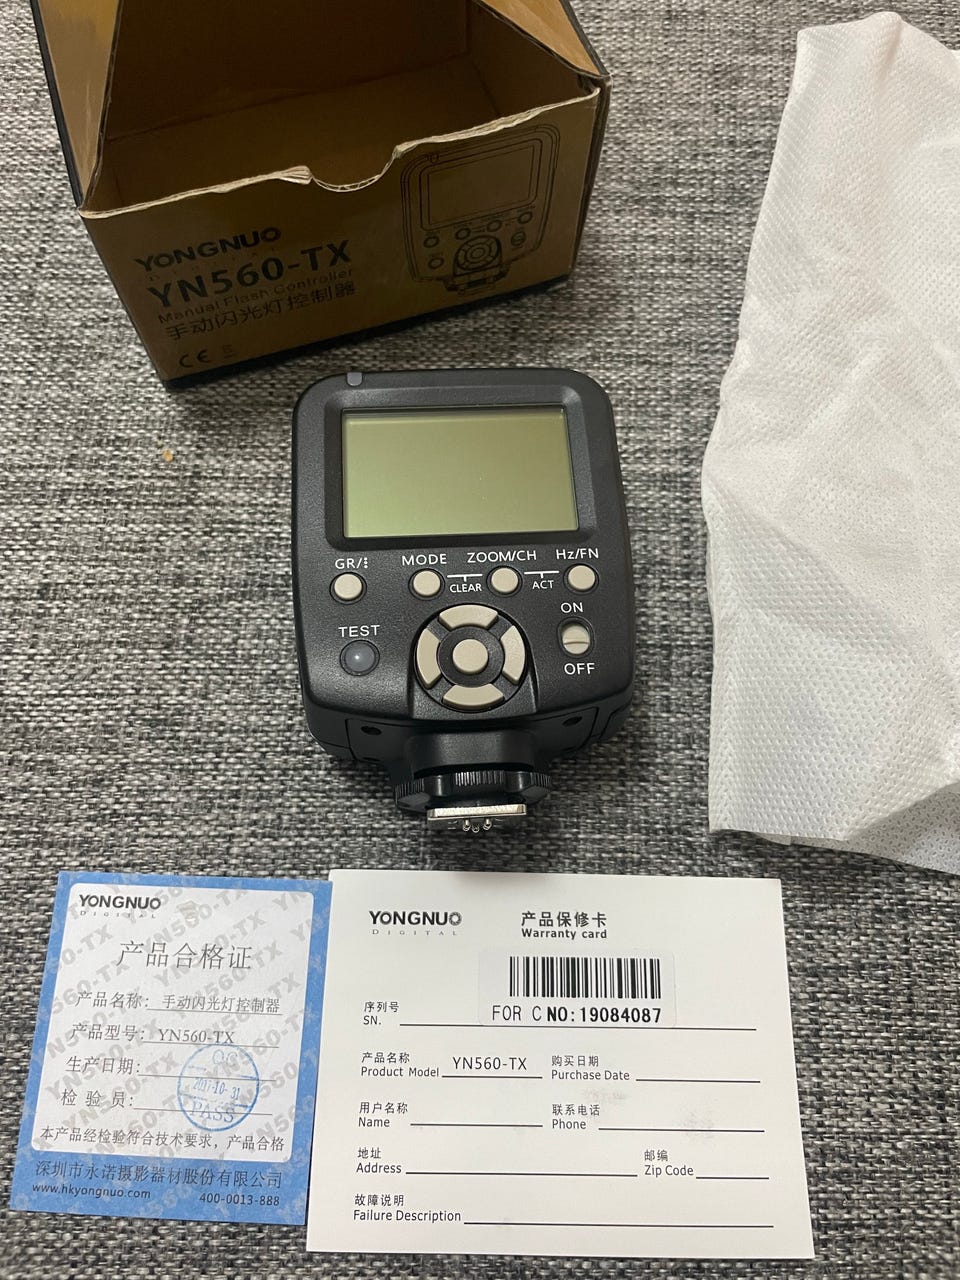 YONGNUO
DIGITAL
YN560-TX
Manual Flash Controller
手动闪光灯控制器
CE
GR/
MODE
ZOOM/CH
Hz/FN
CLEAR
ACT
ON
TEST
OFF
YONGNUO
DIGITAL
产品合格证
产品名称: 手动闪光灯控制器
产品型号: YN560-TX
生产日期:
QC
2017-10-31
PASS
检 验 员:
本产品经检验符合技术要求，产品合格
深圳市永诺摄影器材股份有限公司
www.hkyongnuo.com 400-0013-888
YONGNUO
DIGITAL
产品保修卡
Warranty card
序列号
SN.
FOR C NO: 19084087
产品名称
Product Model YN560-TX
购买日期
Purchase Date
用户名称
Name
联系电话
Phone
地址
Address
邮编
Zip Code
故障说明
Failure Description